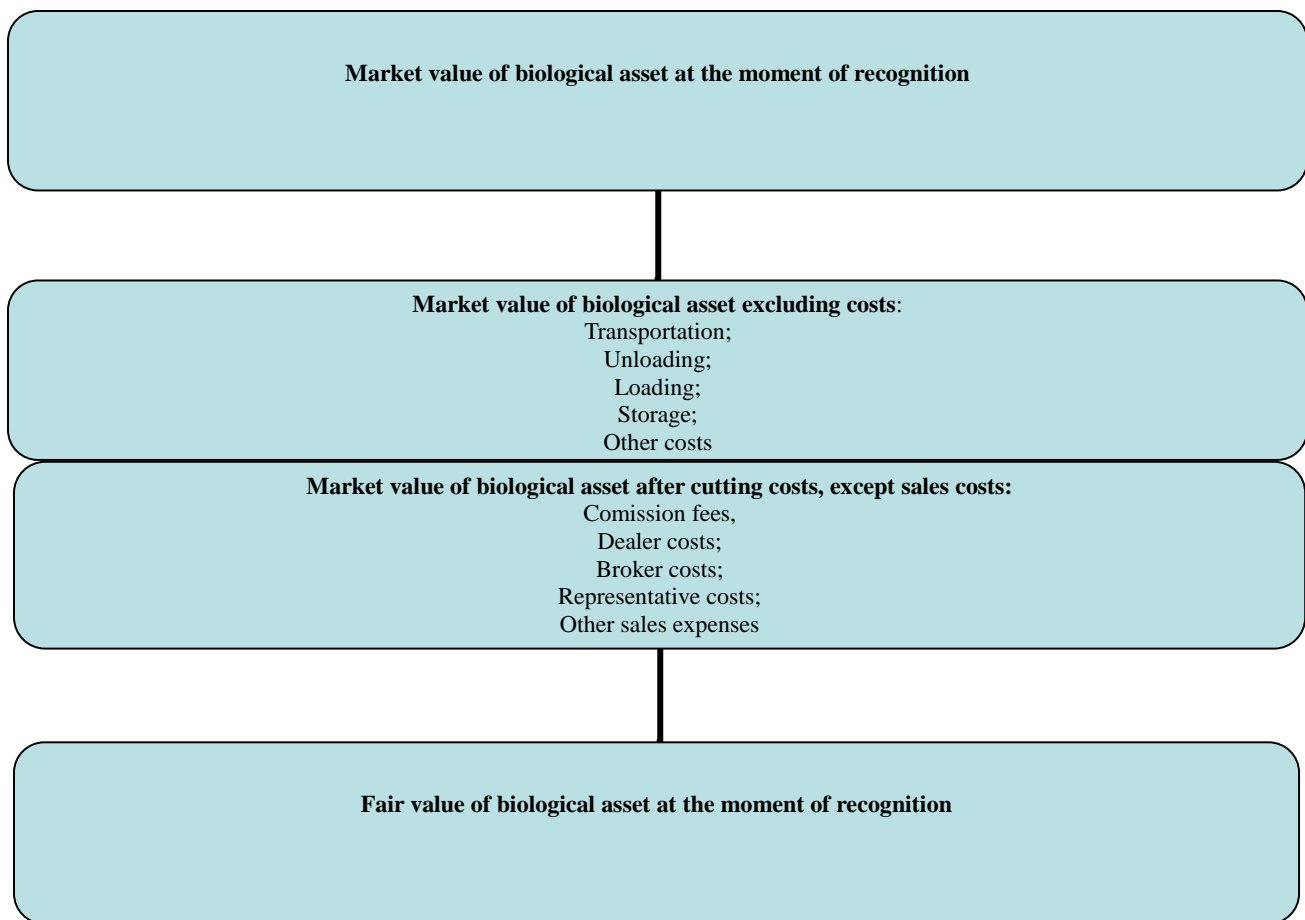 Market value of biological asset at the moment of recognition
Market value of biological asset excluding costs:
Transportation;
Unloading;
Loading;
Storage;
Other costs
Market value of biological asset after cutting costs, except sales costs:
Comission fees,
Dealer costs;
Broker costs;
Representative costs;
Other sales expenses
Fair value of biological asset at the moment of recognition